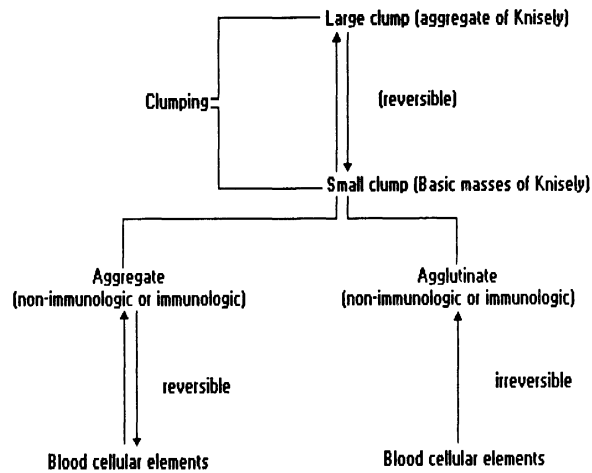 Large clump (aggregate of Knisely)
Clumping
(reversible)
Small clump (Basic masses of Knisely)
Aggregate
(non-immunologic or immunologic)
Agglutinate
(non-immunologic or immunologic)
reversible
irreversible
Blood cellular elements
Blood cellular elements